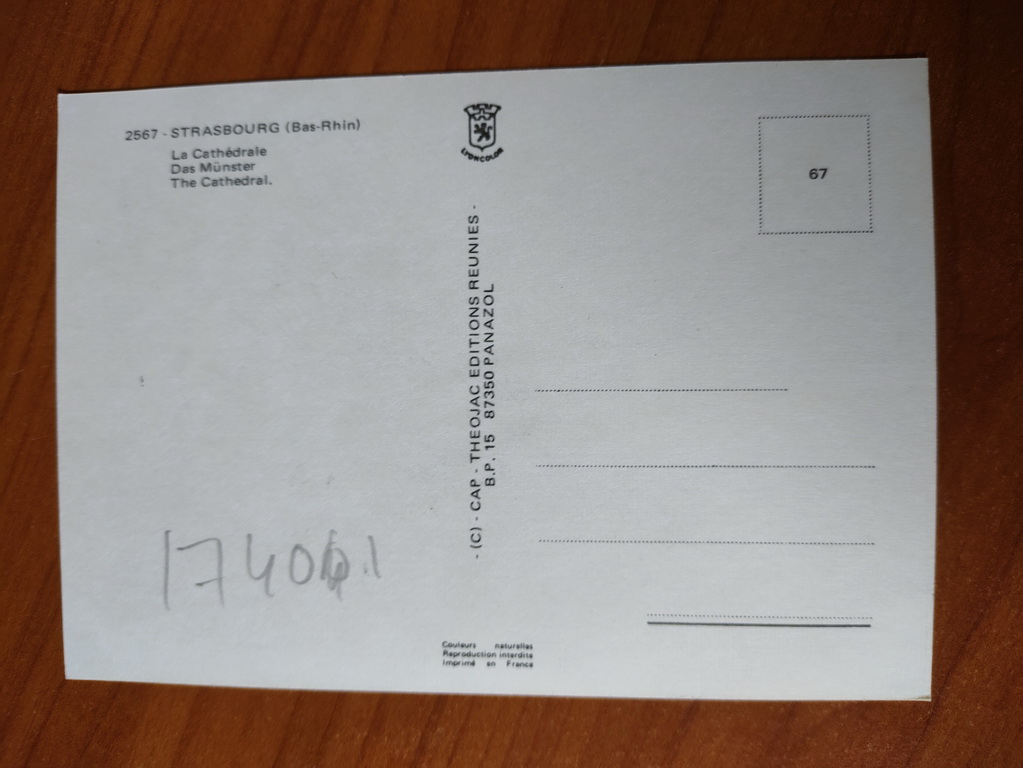 2567 - STRASBOURG (Bas-Rhin)
La Cathédrale
Das Münster
The Cathedral.
LYONCOLOR
67
- (C) - CAP - THEOJAC EDITIONS REUNIES -
B.P. 15 87350 PANAZOL
Couleurs naturelles
Reproduction interdite
Imprimé en France